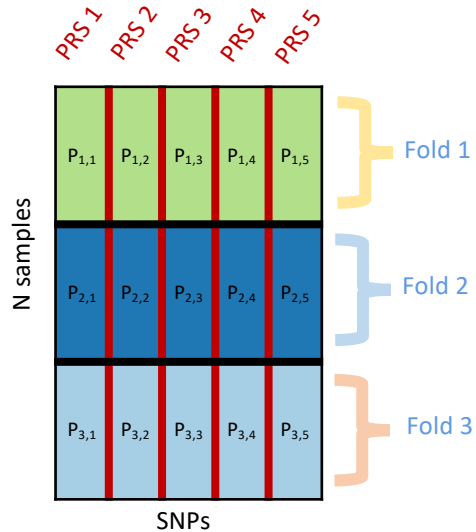 PRS 1 PRS 2 PRS 3 PRS 4 PRS 5
P1,1 P1,2 P1,3 P1,4 P1,5 Fold 1
N samples
P2,1 P2,2 P2,3 P2,4 P2,5 Fold 2
P3,1 P3,2 P3,3 P3,4 P3,5 Fold 3
SNPs